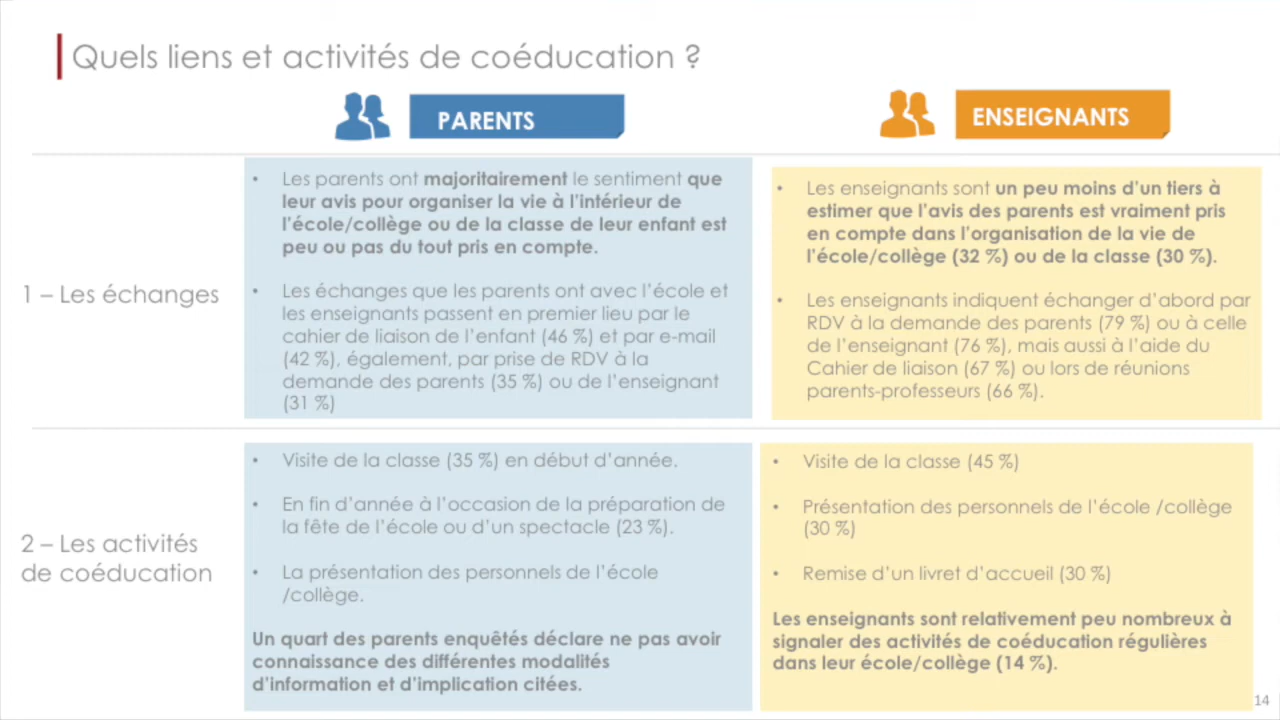 Quels liens et activités de coéducation ?
PARENTS
ENSEIGNANTS
1 – Les échanges
• Les parents ont majoritairement le sentiment que
leur avis pour organiser la vie à l'intérieur de
l'école/collège ou de la classe de leur enfant est
peu ou pas du tout pris en compte.
• Les échanges que les parents ont avec l'école et
les enseignants passent en premier lieu par le
cahier de liaison de l'enfant (46 %) et par e-mail
(42 %), également, par prise de RDV à la
demande des parents (35 %) ou de l'enseignant
(31 %)
• Les enseignants sont un peu moins d'un tiers à
estimer que l'avis des parents est vraiment pris
en compte dans l'organisation de la vie de
l'école/collège (32 %) ou de la classe (30 %).
• Les enseignants indiquent échanger d'abord par
RDV à la demande des parents (79 %) ou à celle
de l'enseignant (76 %), mais aussi à l'aide du
Cahier de liaison (67 %) ou lors de réunions
parents-professeurs (66 %).
2 – Les activités
de coéducation
• Visite de la classe (35 %) en début d'année.
• En fin d'année à l'occasion de la préparation de
la fête de l'école ou d'un spectacle (23 %).
• La présentation des personnels de l'école
/collège.
Un quart des parents enquêtés déclare ne pas avoir
connaissance des différentes modalités
d'information et d'implication citées.
• Visite de la classe (45 %)
• Présentation des personnels de l'école /collège
(30 %)
• Remise d'un livret d'accueil (30 %)
Les enseignants sont relativement peu nombreux à
signaler des activités de coéducation régulières
dans leur école/collège (14 %).
14